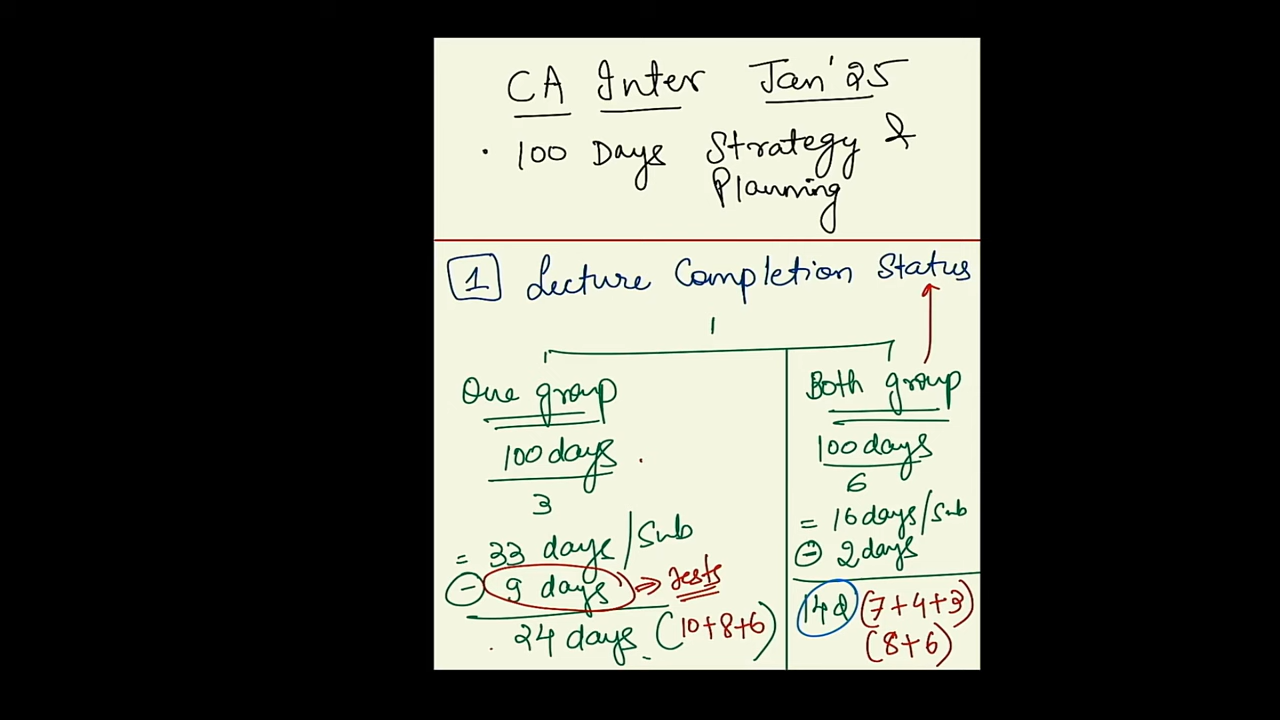 CA Inter Jan'25
• 100 Days Strategy &
Planning
1 Lecture Completion Status
One group
100 days
3
= 33 days/Sub
- 9 days ⇒ Tests
24 days (10+8+6)
Both group
100 days
6
= 16 days/Sub
- 2 days
14d (7+4+3)
(8+6)